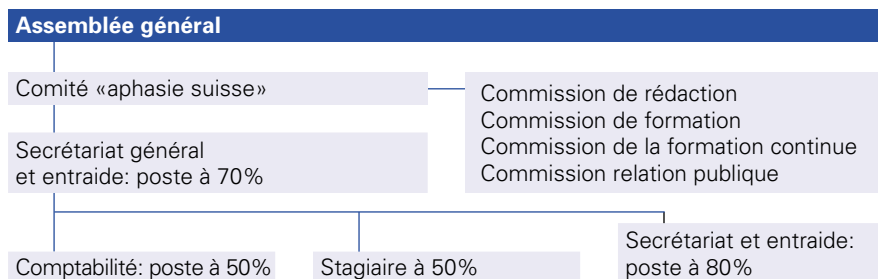 Assemblée général
Comité «aphasie suisse»
Commission de rédaction
Commission de formation
Commission de la formation continue
Commission relation publique
Secrétariat général
et entraide: poste à 70%
Comptabilité: poste à 50%
Stagiaire à 50%
Secrétariat et entraide:
poste à 80%